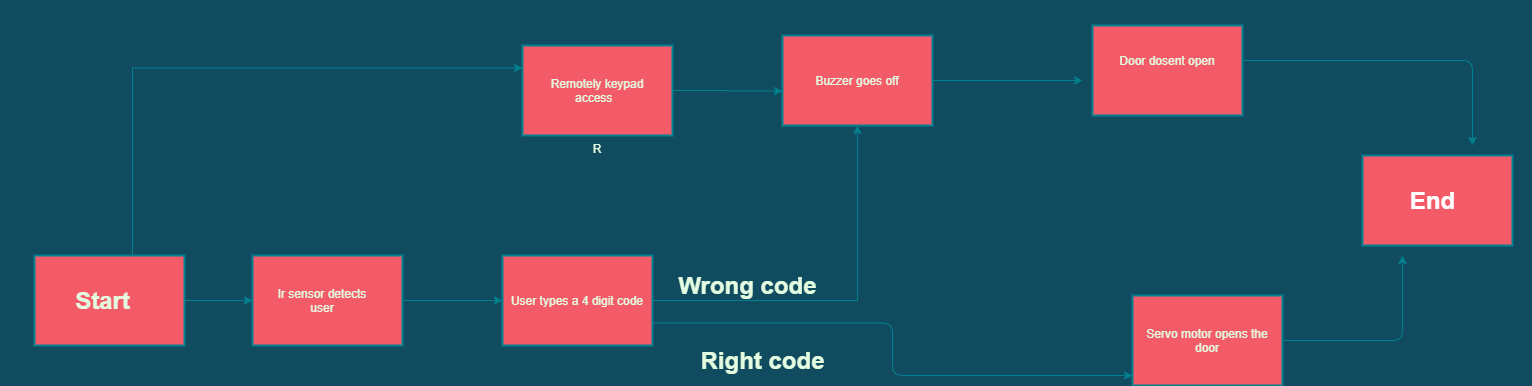 Remotely keypad
access
R
Buzzer goes off
Door dosent open
End
Start
Ir sensor detects
user
User types a 4 digit code
Wrong code
Right code
Servo motor opens the
door